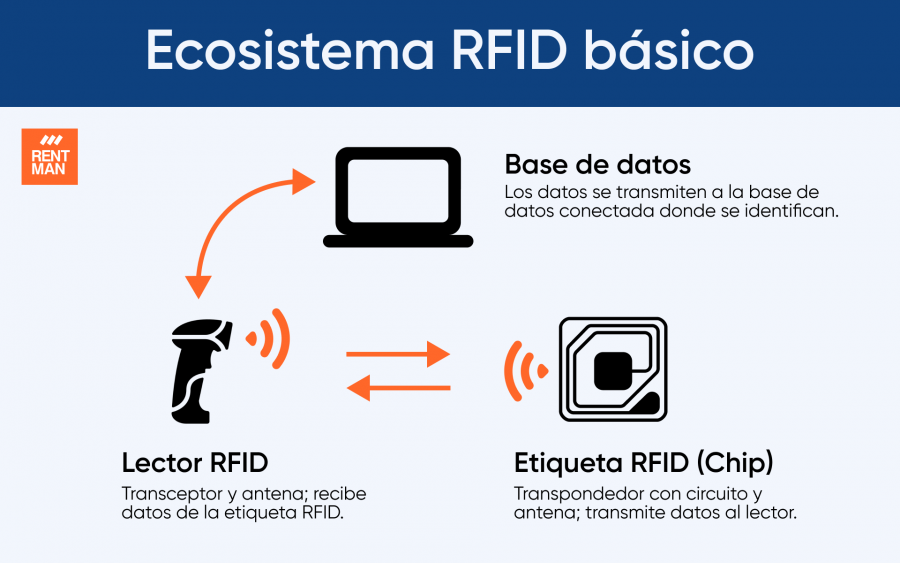 Ecosistema RFID básico
RENT
MAN
Base de datos
Los datos se transmiten a la base de
datos conectada donde se identifican.
Lector RFID
Transceptor y antena; recibe
datos de la etiqueta RFID.
Etiqueta RFID (Chip)
Transpondedor con circuito y
antena; transmite datos al lector.